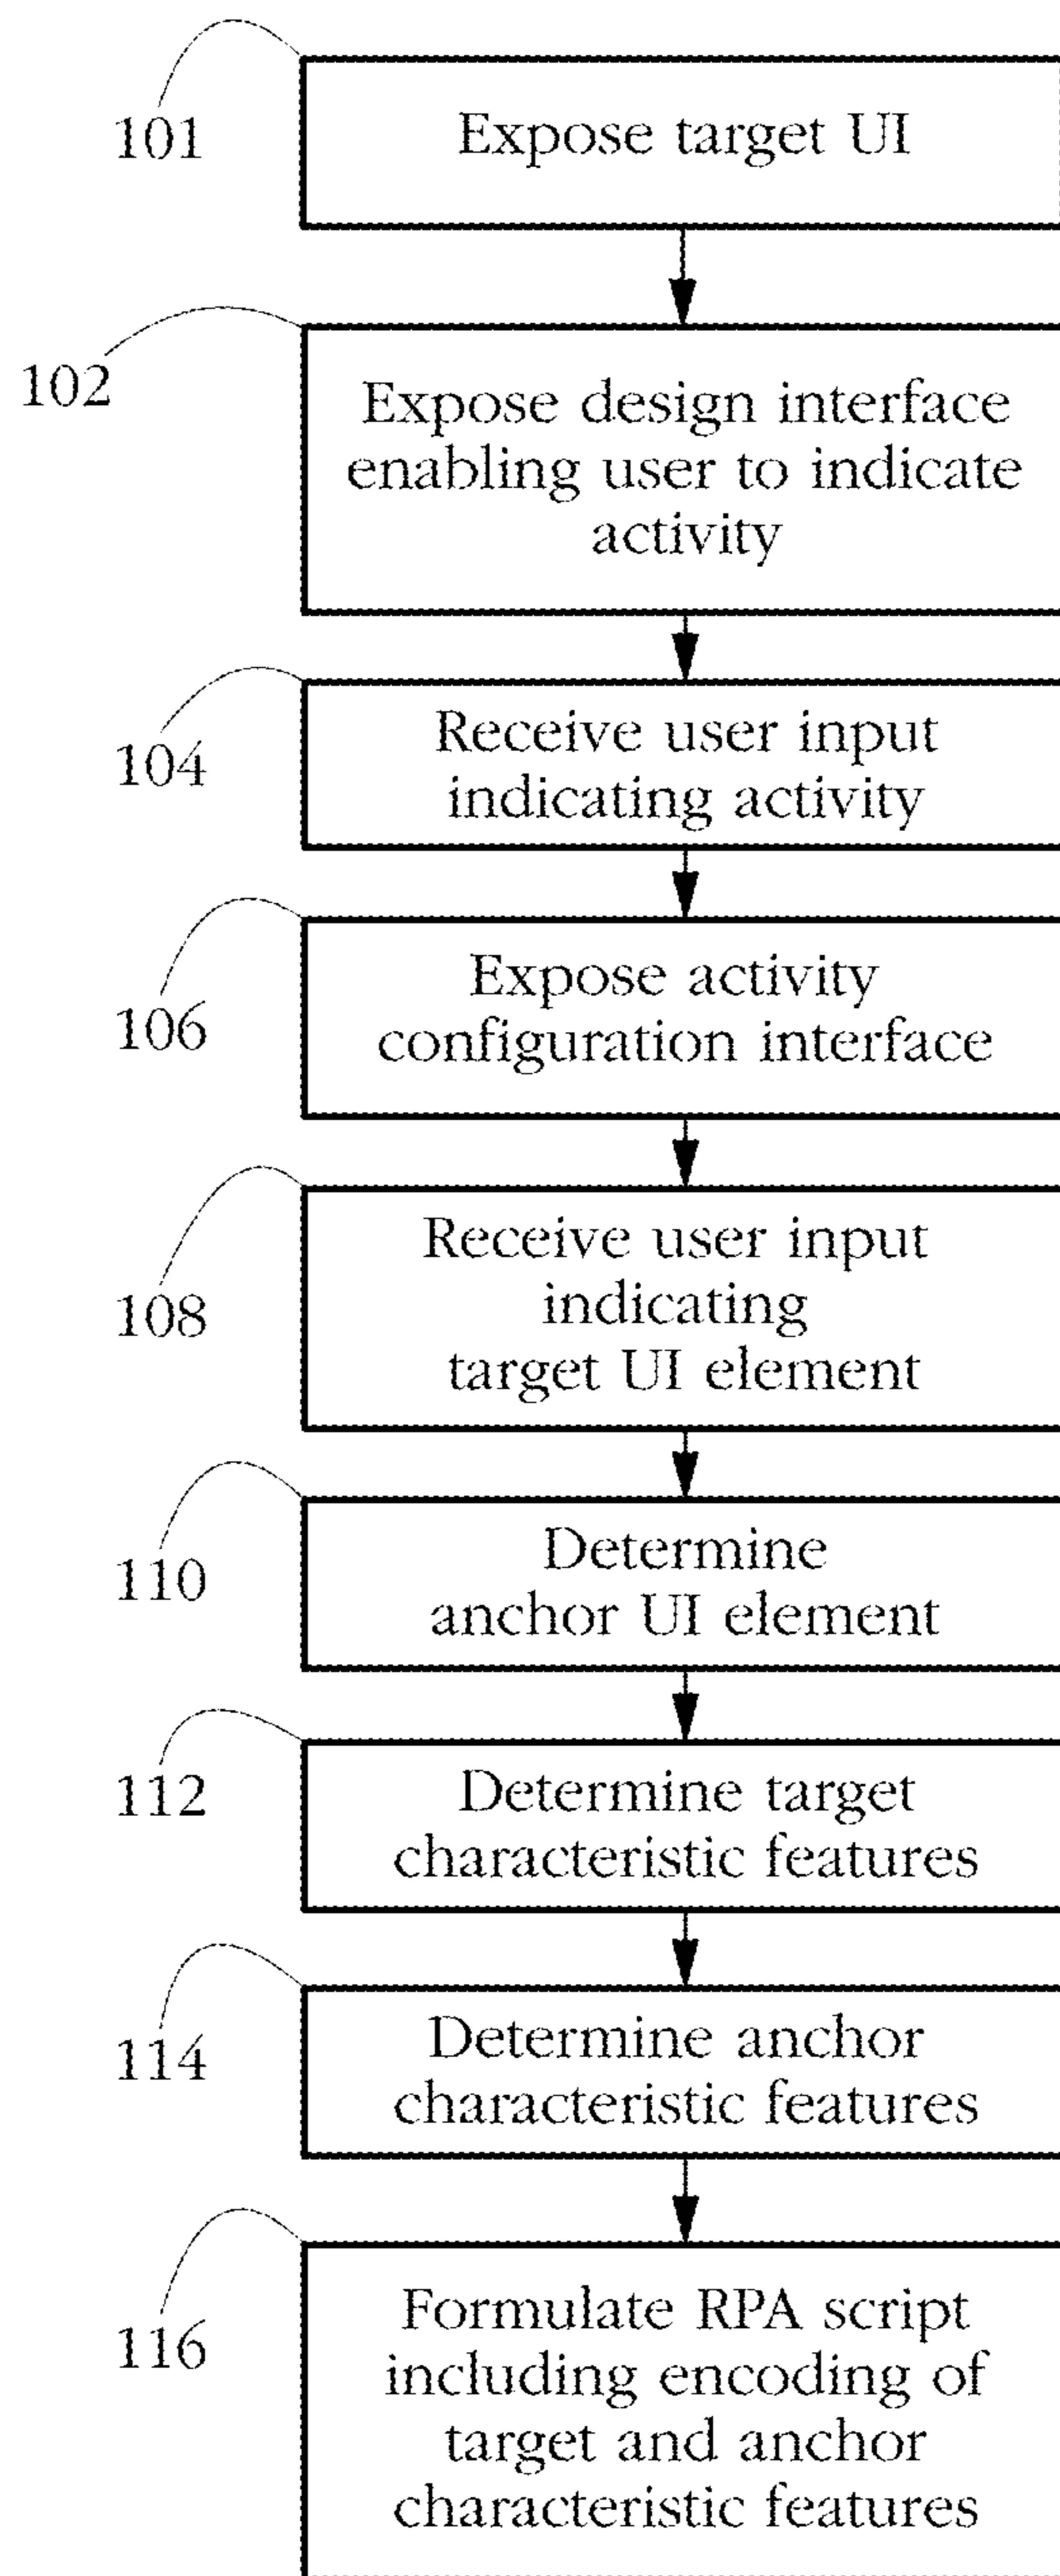 101
Expose target UI
102
Expose design interface
enabling user to indicate
activity
104
Receive user input
indicating activity
106
Expose activity
configuration interface
108
Receive user input
indicating
target UI element
110
Determine
anchor UI element
112
Determine target
characteristic features
114
Determine anchor
characteristic features
116
Formulate RPA script
including encoding of
target and anchor
characteristic features